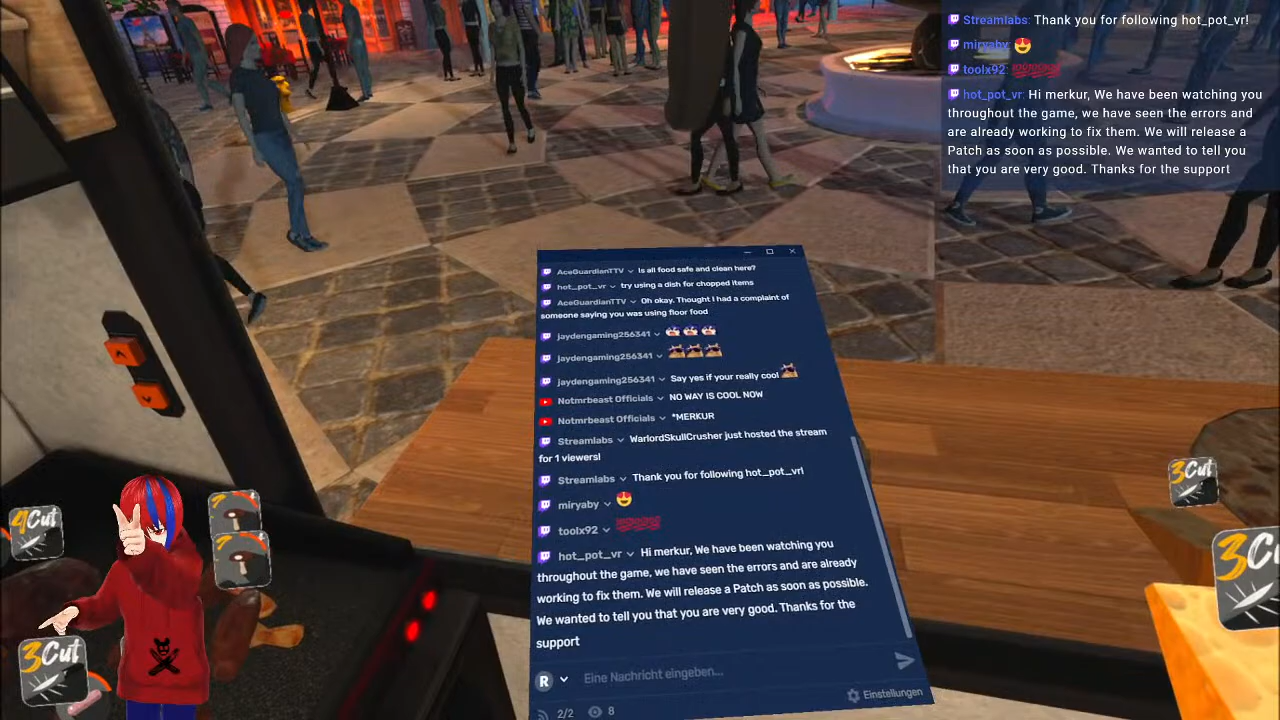 Streamlabs: Thank you for following hot_pot_vr!
miryaby:
toolx92:
hot_pot_vr: Hi merkur, We have been watching you
throughout the game, we have seen the errors and
are already working to fix them. We will release a
Patch as soon as possible. We wanted to tell you
that you are very good. Thanks for the support
AceGuardianTTV Is all food safe and clean here?
hot_pot_vr try using a dish for chopped items
AceGuardianTTV Oh okay. Thought I had a complaint of
someone saying you was using floor food
jaydengaming256341
jaydengaming256341
jaydengaming256341 Say yes if your really cool
Notmrbeast Officials NO WAY IS COOL NOW
Notmrbeast Officials *MERKUR
Streamlabs WarlordSkullCrusher just hosted the stream
for 1 viewers!
Streamlabs Thank you for following hot_pot_vr!
miryaby
toolx92
hot_pot_vr Hi merkur, We have been watching you
throughout the game, we have seen the errors and are already
working to fix them. We will release a Patch as soon as possible.
We wanted to tell you that you are very good. Thanks for the
support
R Eine Nachricht eingeben...
Einstellungen
2/2 8
4Cut
7
7
3Cut
3Cut
3C